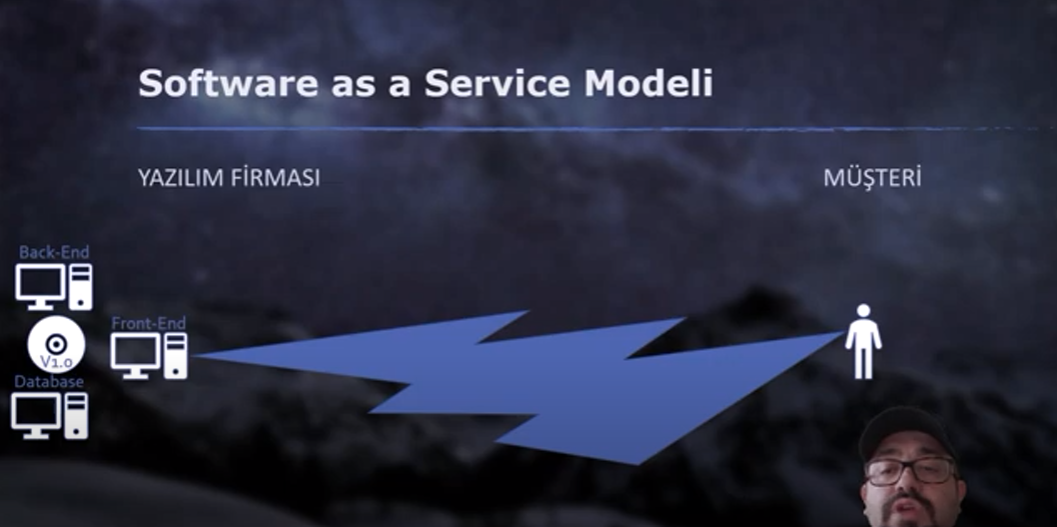 Software as a Service Modeli
YAZILIM FİRMASI
MÜŞTERİ
Back-End
Front-End
V1.0
Database